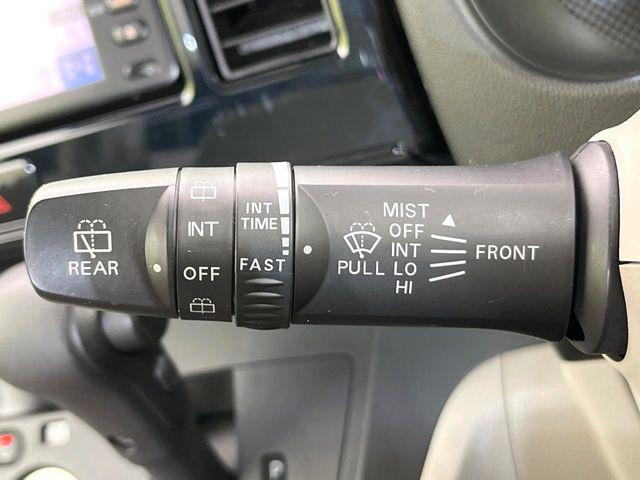 REAR
INT
OFF
INT
TIME
FAST
PULL
MIST
OFF
INT
LO
HI
FRONT